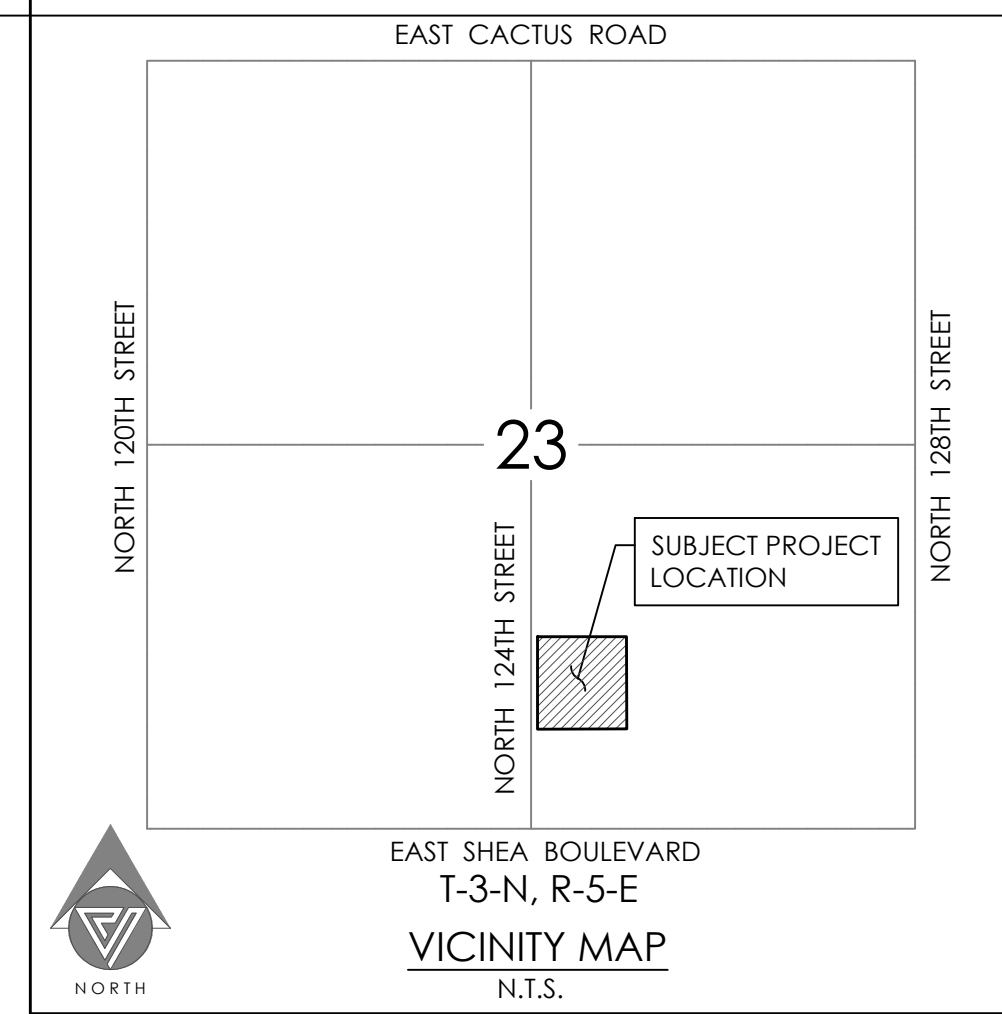 EAST CACTUS ROAD
NORTH 120TH STREET
NORTH 128TH STREET
23
NORTH 124TH STREET
SUBJECT PROJECT
LOCATION
EAST SHEA BOULEVARD
T-3-N, R-5-E
VICINITY MAP
N.T.S.
NORTH